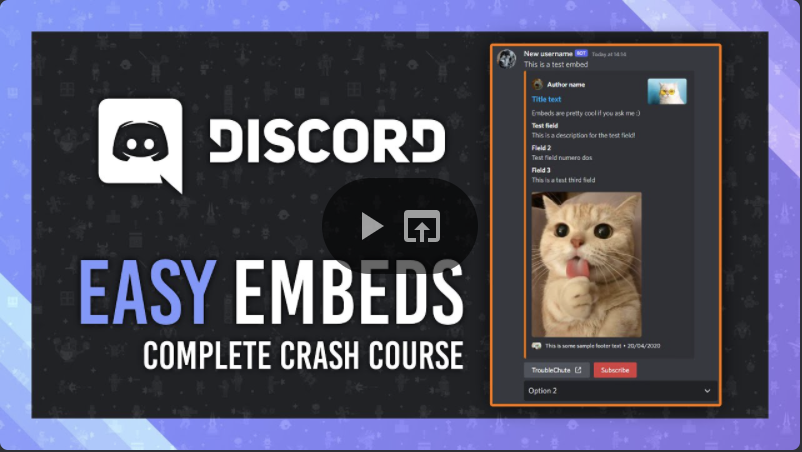 DISCORD
EASY EMBEDS
COMPLETE CRASH COURSE
New username BOT Today at 14:14
This is a test embed
Author name
Title text
Embeds are pretty cool if you ask me :)
Test field
This is a description for the test field!
Field 2
Test field numero dos
Field 3
This is a test third field
This is some sample footer text • 20/04/2020
TroubleChute
Subscribe
Option 2